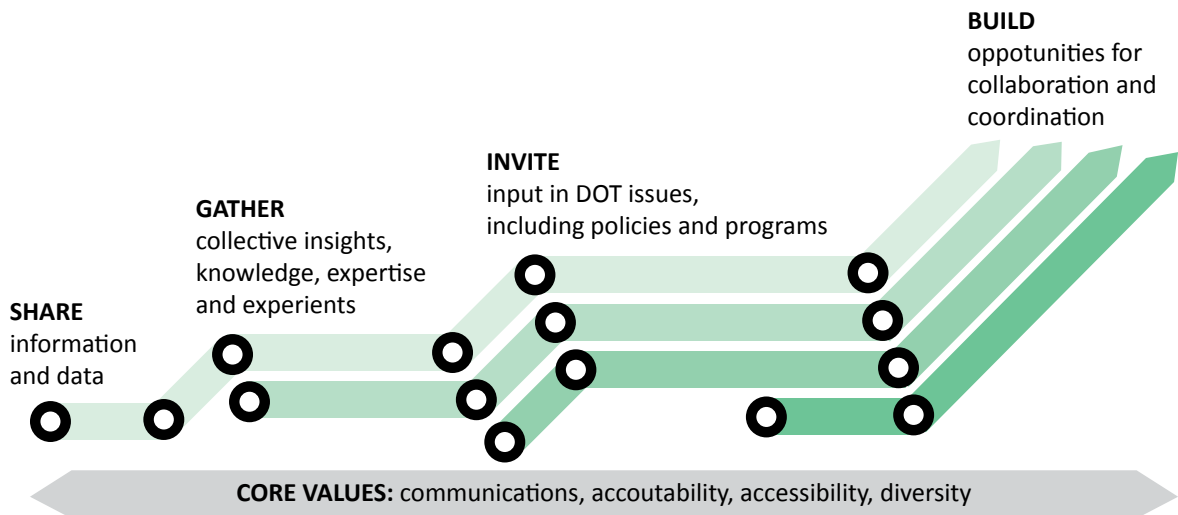 SHARE
information
and data
GATHER
collective insights,
knowledge, expertise
and experients
INVITE
input in DOT issues,
including policies and programs
BUILD
oppotunities for
collaboration and
coordination
CORE VALUES: communications, accoutability, accessibility, diversity